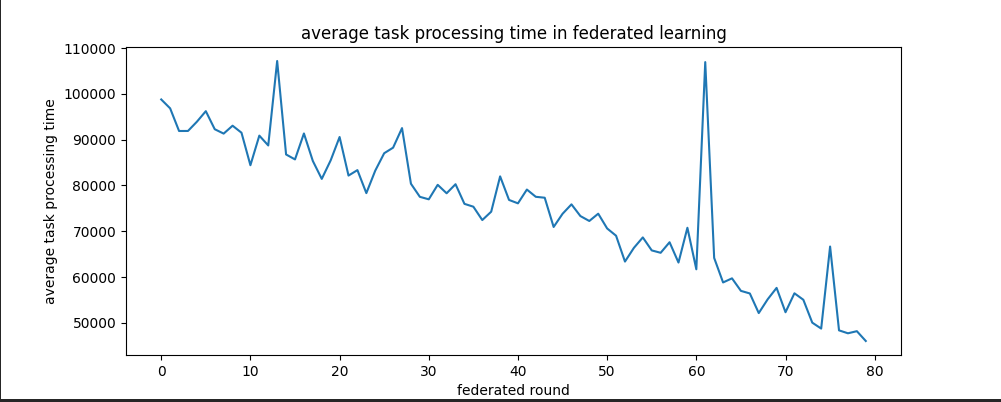 average task processing time in federated learning
110000
100000
90000
80000
70000
60000
50000
average task processing time
0 10 20 30 40 50 60 70 80
federated round